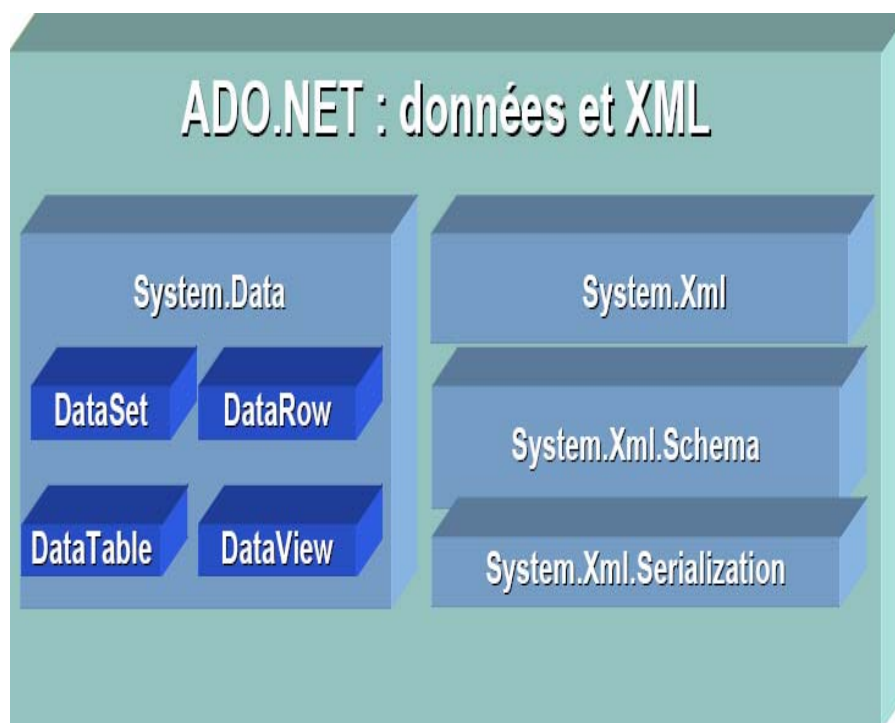 ADO.NET : données et XML
System.Data
DataSet
DataRow
DataTable
DataView
System.Xml
System.Xml.Schema
System.Xml.Serialization